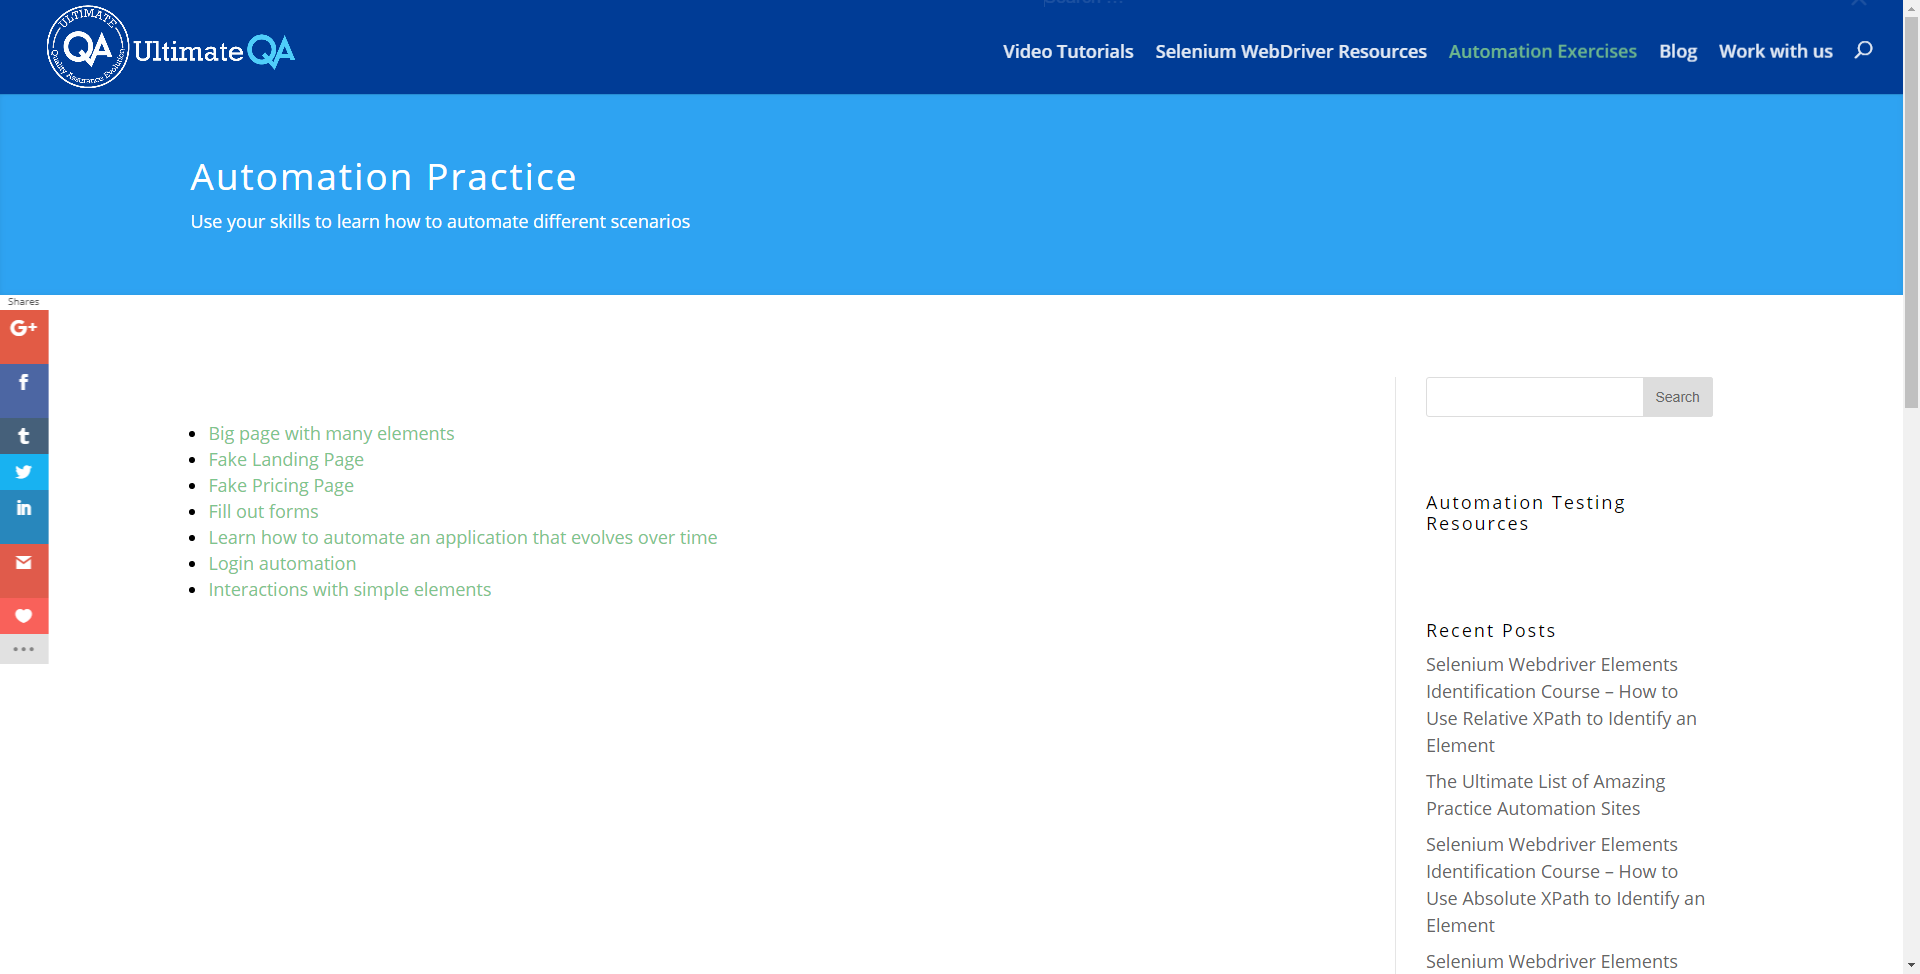 ULTIMATE
QA
Quality Assurance Evolution
Ultimate QA
Video Tutorials
Selenium WebDriver Resources
Automation Exercises
Blog
Work with us
Automation Practice
Use your skills to learn how to automate different scenarios
Shares
G+
f
t
in
Big page with many elements
Fake Landing Page
Fake Pricing Page
Fill out forms
Learn how to automate an application that evolves over time
Login automation
Interactions with simple elements
Search
Automation Testing
Resources
Recent Posts
Selenium Webdriver Elements
Identification Course – How to
Use Relative XPath to Identify an
Element
The Ultimate List of Amazing
Practice Automation Sites
Selenium Webdriver Elements
Identification Course – How to
Use Absolute XPath to Identify an
Element
Selenium Webdriver Elements